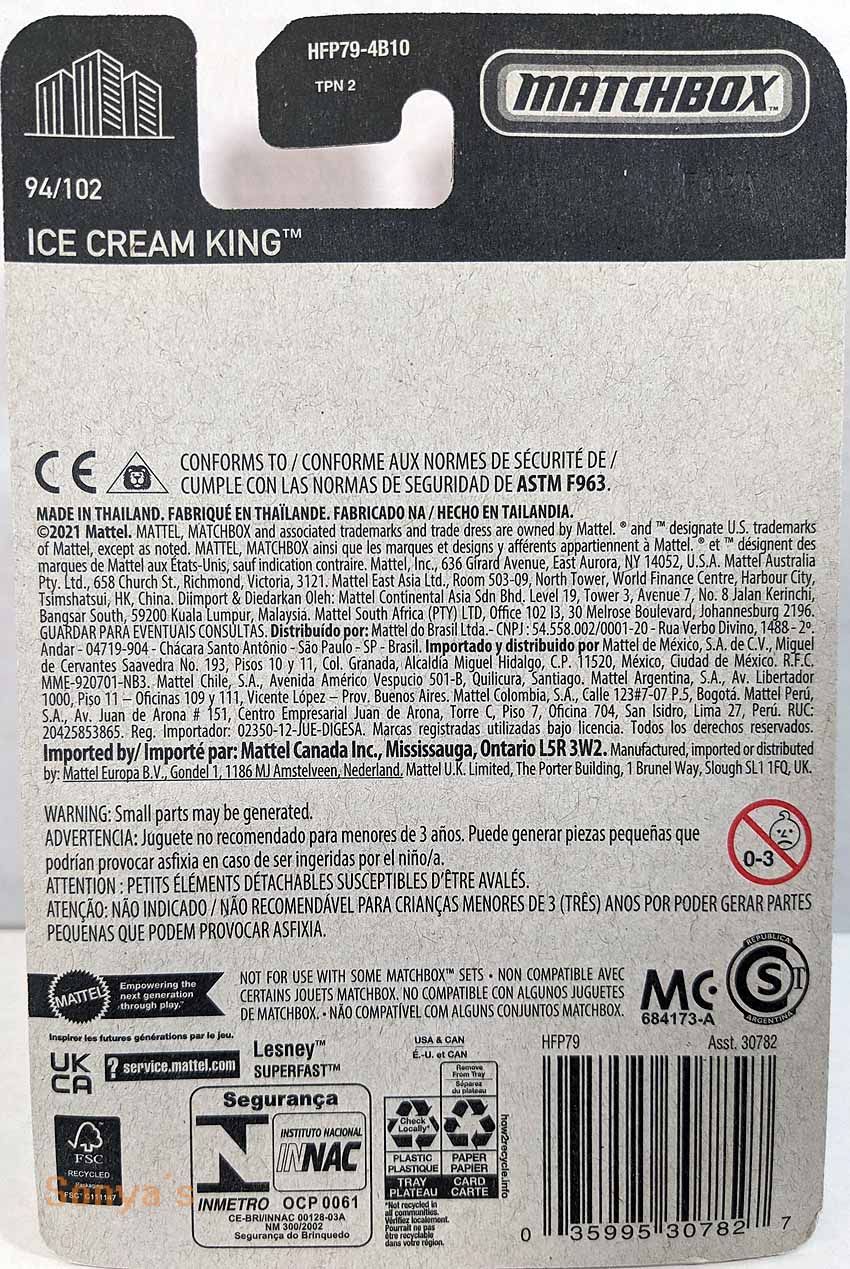 HFP79-4B10
TPN 2
MATCHBOX™
94/102
ICE CREAM KING™
CE
CONFORMS TO / CONFORME AUX NORMES DE SÉCURITÉ DE /
CUMPLE CON LAS NORMAS DE SEGURIDAD DE ASTM F963.
MADE IN THAILAND. FABRIQUÉ EN THAÏLANDE. FABRICADO NA / HECHO EN TAILANDIA.
©2021 Mattel. MATTEL, MATCHBOX and associated trademarks and trade dress are owned by Mattel. ® and ™ designate U.S. trademarks
of Mattel, except as noted. MATTEL, MATCHBOX ainsi que les marques et designs y afférents appartiennent à Mattel. ® et ™ désignent des
marques de Mattel aux États-Unis, sauf indication contraire. Mattel, Inc., 636 Girard Avenue, East Aurora, NY 14052, U.S.A. Mattel Australia
Pty. Ltd., 658 Church St., Richmond, Victoria, 3121. Mattel East Asia Ltd., Room 503-09, North Tower, World Finance Centre, Harbour City,
Tsimshatsui, HK, China. Diimport & Diedarkan Oleh: Mattel Continental Asia Sdn Bhd. Level 19, Tower 3, Avenue 7, No. 8 Jalan Kerinchi,
Bangsar South, 59200 Kuala Lumpur, Malaysia. Mattel South Africa (PTY) LTD, Office 102 I3, 30 Melrose Boulevard, Johannesburg 2196.
GUARDAR PARA EVENTUAIS CONSULTAS. Distribuído por: Mattel do Brasil Ltda.- CNPJ : 54.558.002/0001-20 - Rua Verbo Divino, 1488 - 2º.
Andar - 04719-904 - Chácara Santo Antônio - São Paulo - SP - Brasil. Importado y distribuido por Mattel de México, S.A. de C.V., Miguel
de Cervantes Saavedra No. 193, Pisos 10 y 11, Col. Granada, Alcaldía Miguel Hidalgo, C.P. 11520, México, Ciudad de México. R.F.C.
MME-920701-NB3. Mattel Chile, S.A., Avenida Américo Vespucio 501-B, Quilicura, Santiago. Mattel Argentina, S.A., Av. Libertador
1000, Piso 11 – Oficinas 109 y 111, Vicente López – Prov. Buenos Aires. Mattel Colombia, S.A., Calle 123#7-07 P.5, Bogotá. Mattel Perú,
S.A., Av. Juan de Arona # 151, Centro Empresarial Juan de Arona, Torre C, Piso 7, Oficina 704, San Isidro, Lima 27, Perú. RUC:
20425853865. Reg. Importador: 02350-12-JUE-DIGESA. Marcas registradas utilizadas bajo licencia. Todos los derechos reservados.
Imported by/ Importé par: Mattel Canada Inc., Mississauga, Ontario L5R 3W2. Manufactured, imported or distributed
by: Mattel Europa B.V., Gondel 1, 1186 MJ Amstelveen, Nederland. Mattel U.K. Limited, The Porter Building, 1 Brunel Way, Slough SL1 1FQ, UK.
WARNING: Small parts may be generated.
ADVERTENCIA: Juguete no recomendado para menores de 3 años. Puede generar piezas pequeñas que
podrían provocar asfixia en caso de ser ingeridas por el niño/a.
ATTENTION : PETITS ÉLÉMENTS DÉTACHABLES SUSCEPTIBLES D'ÊTRE AVALÉS.
ATENÇÃO: NÃO INDICADO / NÃO RECOMENDÁVEL PARA CRIANÇAS MENORES DE 3 (TRÊS) ANOS POR PODER GERAR PARTES
PEQUENAS QUE PODEM PROVOCAR ASFIXIA.
0-3
MATTEL
Empowering the
next generation
through play.™
Inspirer les futures générations par le jeu.
NOT FOR USE WITH SOME MATCHBOX™ SETS • NON COMPATIBLE AVEC
CERTAINS JOUETS MATCHBOX. NO COMPATIBLE CON ALGUNOS JUGUETES
DE MATCHBOX. • NÃO COMPATÍVEL COM ALGUNS CONJUNTOS MATCHBOX.
MC
684173-A
REPUBLICA
S
ARGENTINA
UK
CA
? service.mattel.com
Lesney™
SUPERFAST™
FSC
RECYCLED
Packaging
FSC® C111147
Sonya's
Segurança
INSTITUTO NACIONAL
INNAC
INMETRO OCP 0061
CE-BRI/INNAC 00128-03A
NM 300/2002
Segurança do Brinquedo
USA & CAN
É.-U. et CAN
Remove
From Tray
Séparez
du plateau
Check
Locally*
PLASTIC
PLASTIQUE
PAPER
PAPIER
TRAY
PLATEAU
CARD
CARTE
how2recycle.info
*Not recycled in
all communities.
Vérifiez localement.
Pourrait ne pas
être recyclable
dans votre région.
HFP79
Asst. 30782
0 35995 30782 7